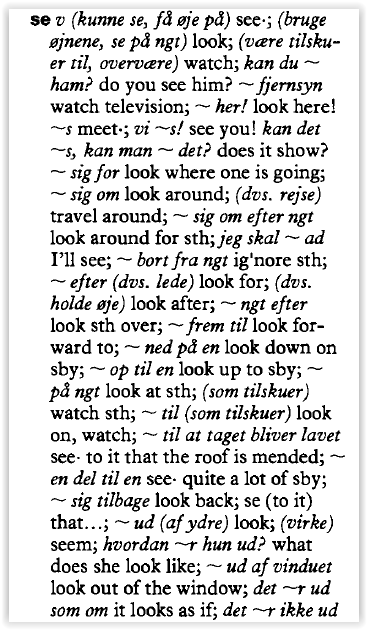 se v (kunne se, få øje på) see·; (bruge
øjnene, se på ngt) look; (være tilsku-
er til, overvære) watch; kan du ~
ham? do you see him? ~ fjernsyn
watch television; ~ her! look here!
~s meet·; vi ~s! see you! kan det
~s, kan man ~ det? does it show?
~ sig for look where one is going;
~ sig om look around; (dvs. rejse)
travel around; ~ sig om efter ngt
look around for sth; jeg skal ~ ad
I'll see; ~ bort fra ngt ig'nore sth;
~ efter (dvs. lede) look for; (dvs.
holde øje) look after; ~ ngt efter
look sth over; ~ frem til look for-
ward to; ~ ned på en look down on
sby; ~ op til en look up to sby; ~
på ngt look at sth; (som tilskuer)
watch sth; ~ til (som tilskuer) look
on, watch; ~ til at taget bliver lavet
see· to it that the roof is mended; ~
en del til en see· quite a lot of sby;
~ sig tilbage look back; se (to it)
that...; ~ ud (af ydre) look; (virke)
seem; hvordan ~r hun ud? what
does she look like; ~ ud af vinduet
look out of the window; det ~r ud
som om it looks as if; det ~r ikke ud